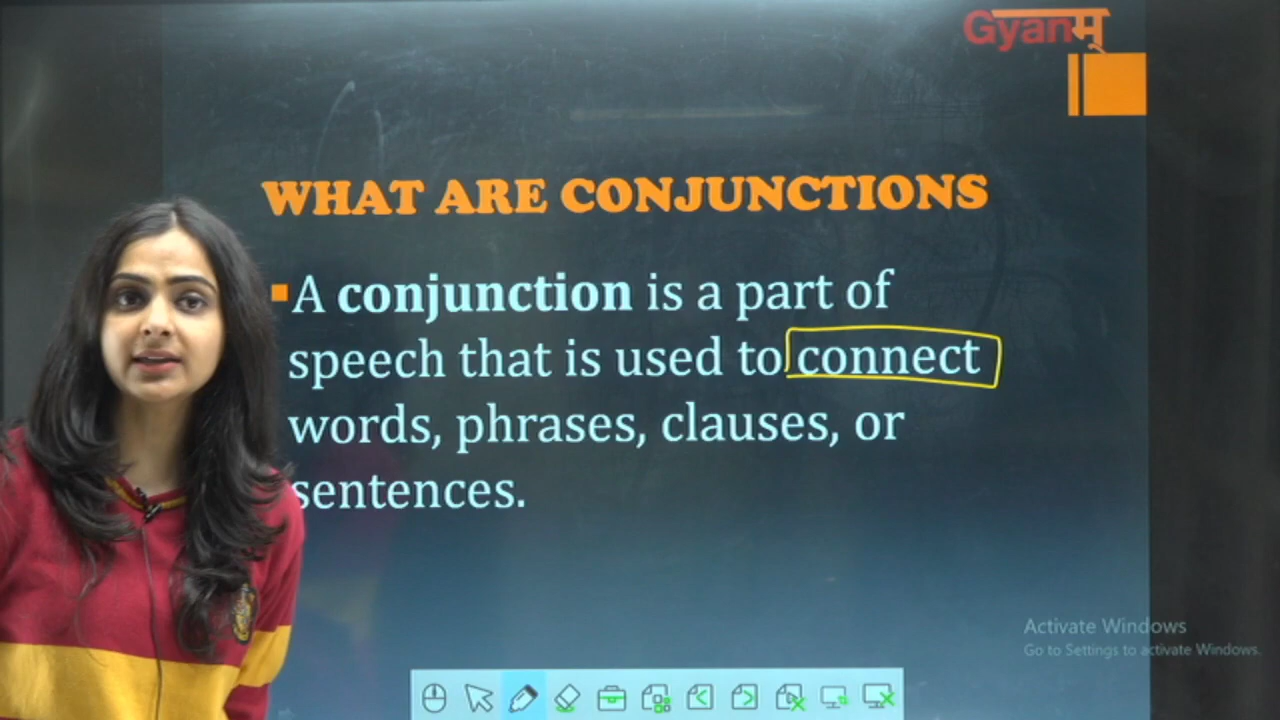 Gyanम्
WHAT ARE CONJUNCTIONS
A conjunction is a part of
speech that is used to connect
words, phrases, clauses, or
sentences.
Activate Windows
Go to Settings to activate Windows.